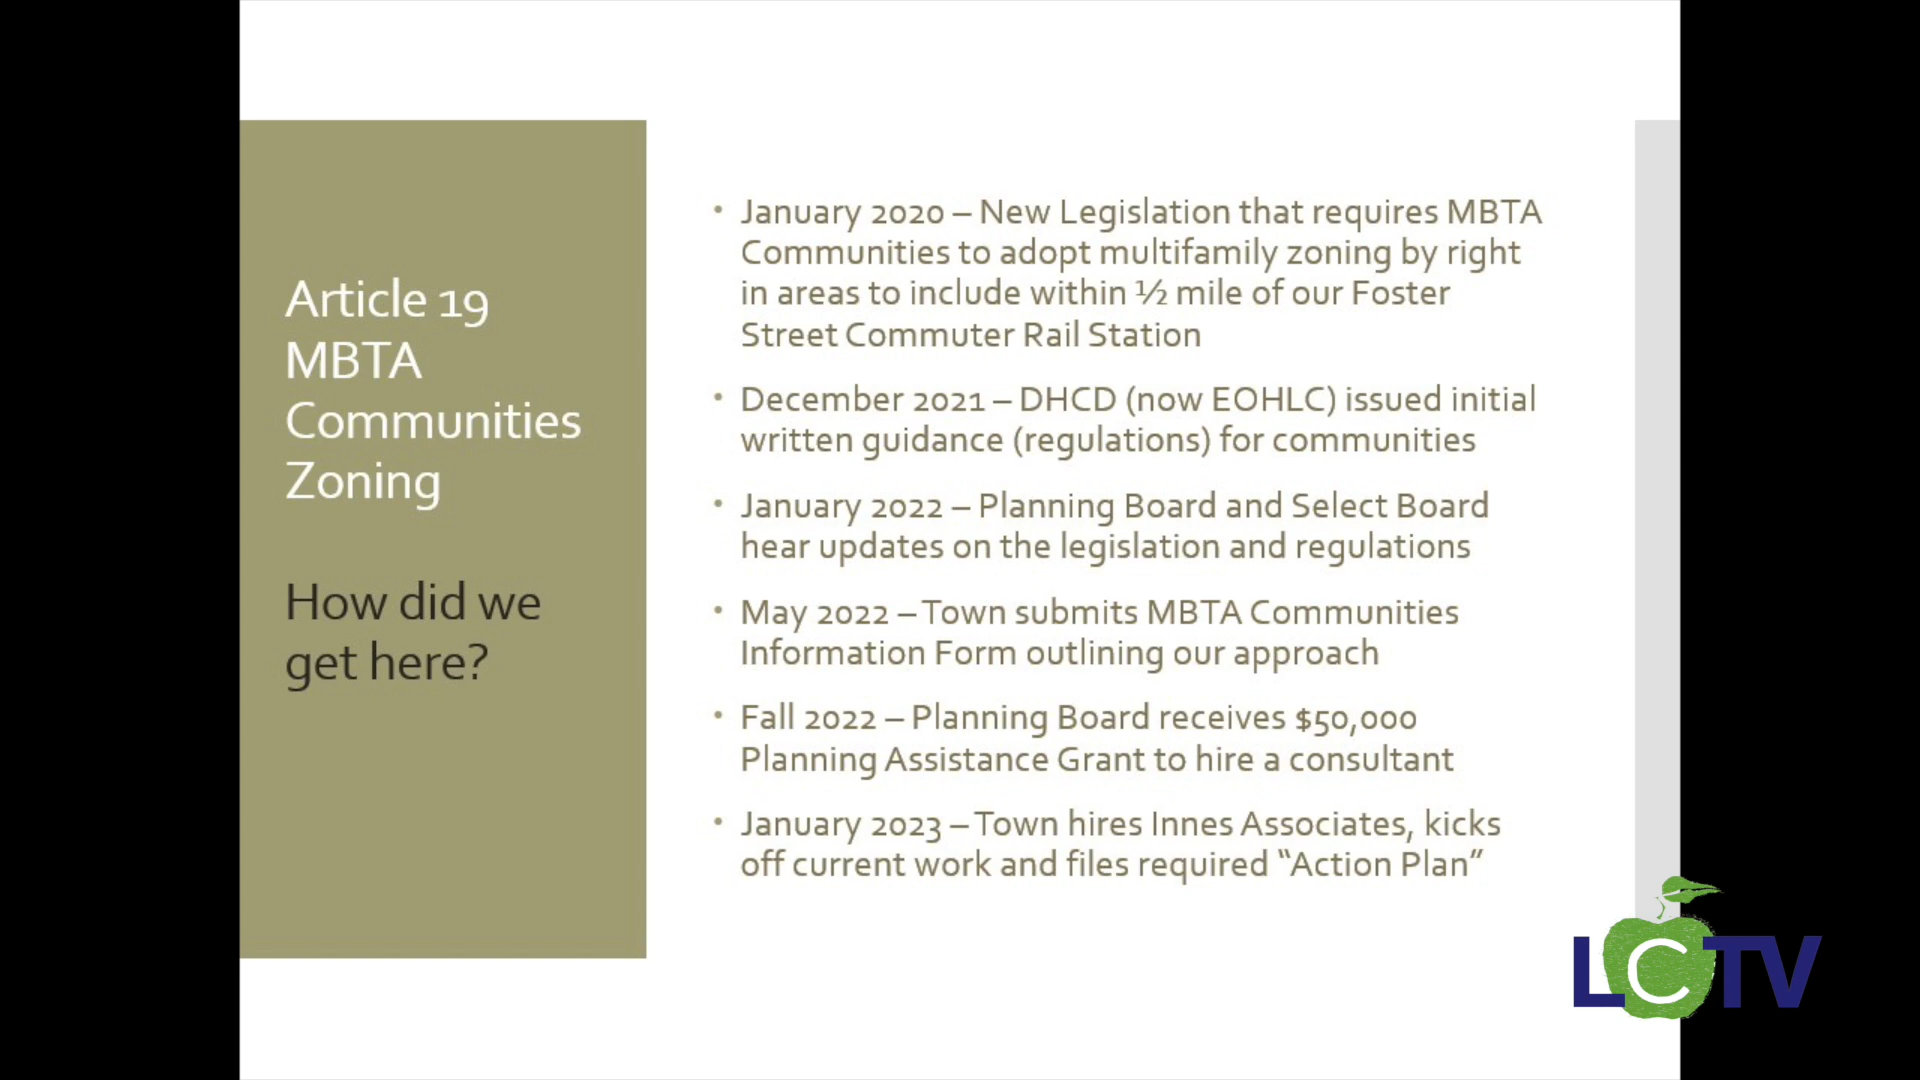 Article 19
MBTA
Communities
Zoning
How did we
get here?
• January 2020 – New Legislation that requires MBTA
Communities to adopt multifamily zoning by right
in areas to include within ½ mile of our Foster
Street Commuter Rail Station
• December 2021 – DHCD (now EOHLC) issued initial
written guidance (regulations) for communities
• January 2022 – Planning Board and Select Board
hear updates on the legislation and regulations
• May 2022 – Town submits MBTA Communities
Information Form outlining our approach
• Fall 2022 – Planning Board receives $50,000
Planning Assistance Grant to hire a consultant
• January 2023 – Town hires Innes Associates, kicks
off current work and files required “Action Plan”
LCTV